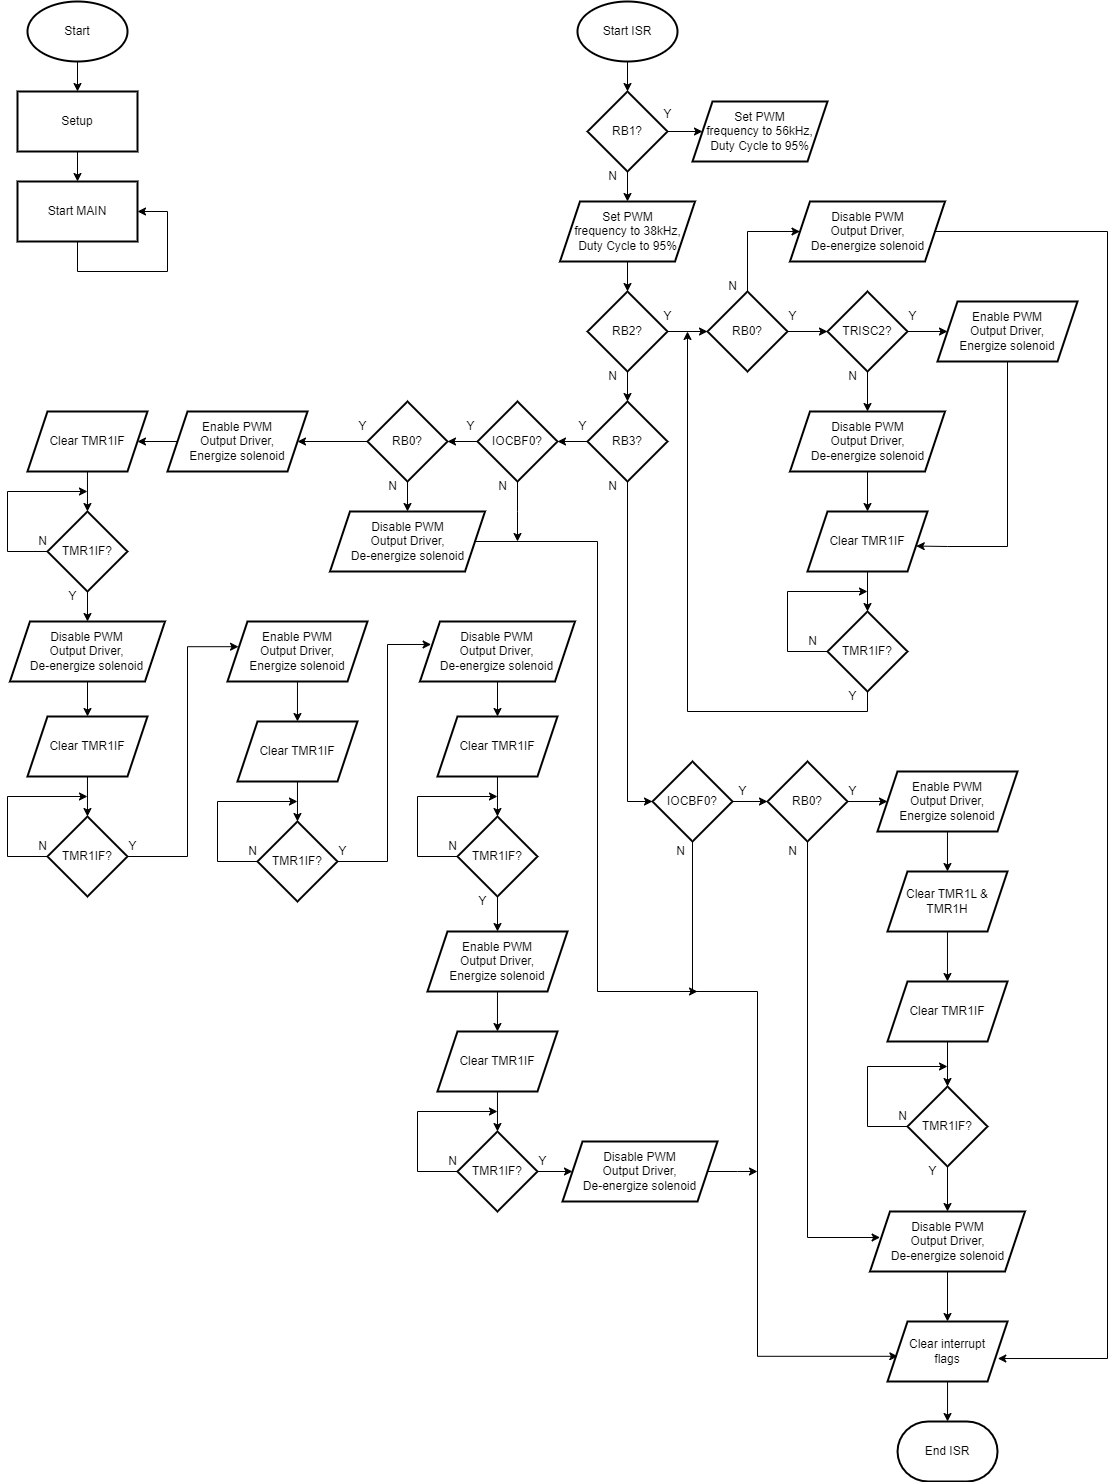 Start
Setup
Start MAIN
Start ISR
RB1?
Y
N
Set PWM
frequency to 56kHz,
Duty Cycle to 95%
Set PWM
frequency to 38kHz,
Duty Cycle to 95%
RB2?
Y
N
RB0?
N
Y
Disable PWM
Output Driver,
De-energize solenoid
TRISC2?
Y
N
Enable PWM
Output Driver,
Energize solenoid
Disable PWM
Output Driver,
De-energize solenoid
Clear TMR1IF
TMR1IF?
N
Y
RB3?
Y
N
IOCBF0?
Y
N
RB0?
Y
N
Disable PWM
Output Driver,
De-energize solenoid
Enable PWM
Output Driver,
Energize solenoid
Clear TMR1IF
TMR1IF?
N
Y
Disable PWM
Output Driver,
De-energize solenoid
Clear TMR1IF
TMR1IF?
N
Y
Enable PWM
Output Driver,
Energize solenoid
Clear TMR1IF
TMR1IF?
N
Y
Disable PWM
Output Driver,
De-energize solenoid
Clear TMR1IF
TMR1IF?
N
Y
Enable PWM
Output Driver,
Energize solenoid
Clear TMR1IF
TMR1IF?
N
Y
Disable PWM
Output Driver,
De-energize solenoid
IOCBF0?
Y
N
RB0?
Y
N
Enable PWM
Output Driver,
Energize solenoid
Clear TMR1L &
TMR1H
Clear TMR1IF
TMR1IF?
N
Y
Disable PWM
Output Driver,
De-energize solenoid
Clear interrupt
flags
End ISR